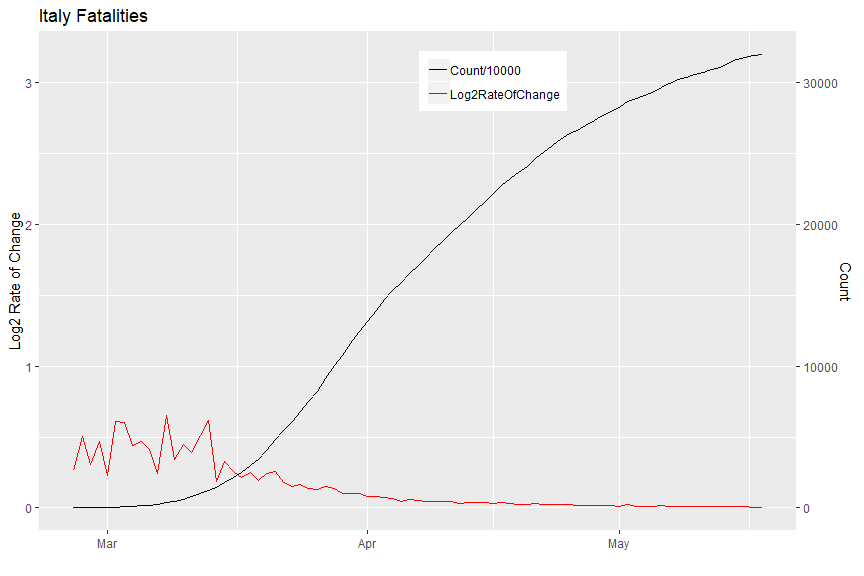 Italy Fatalities
Count/10000
Log2RateOfChange
3
2
1
0
Log2 Rate of Change
30000
20000
10000
0
Count
Mar
Apr
May